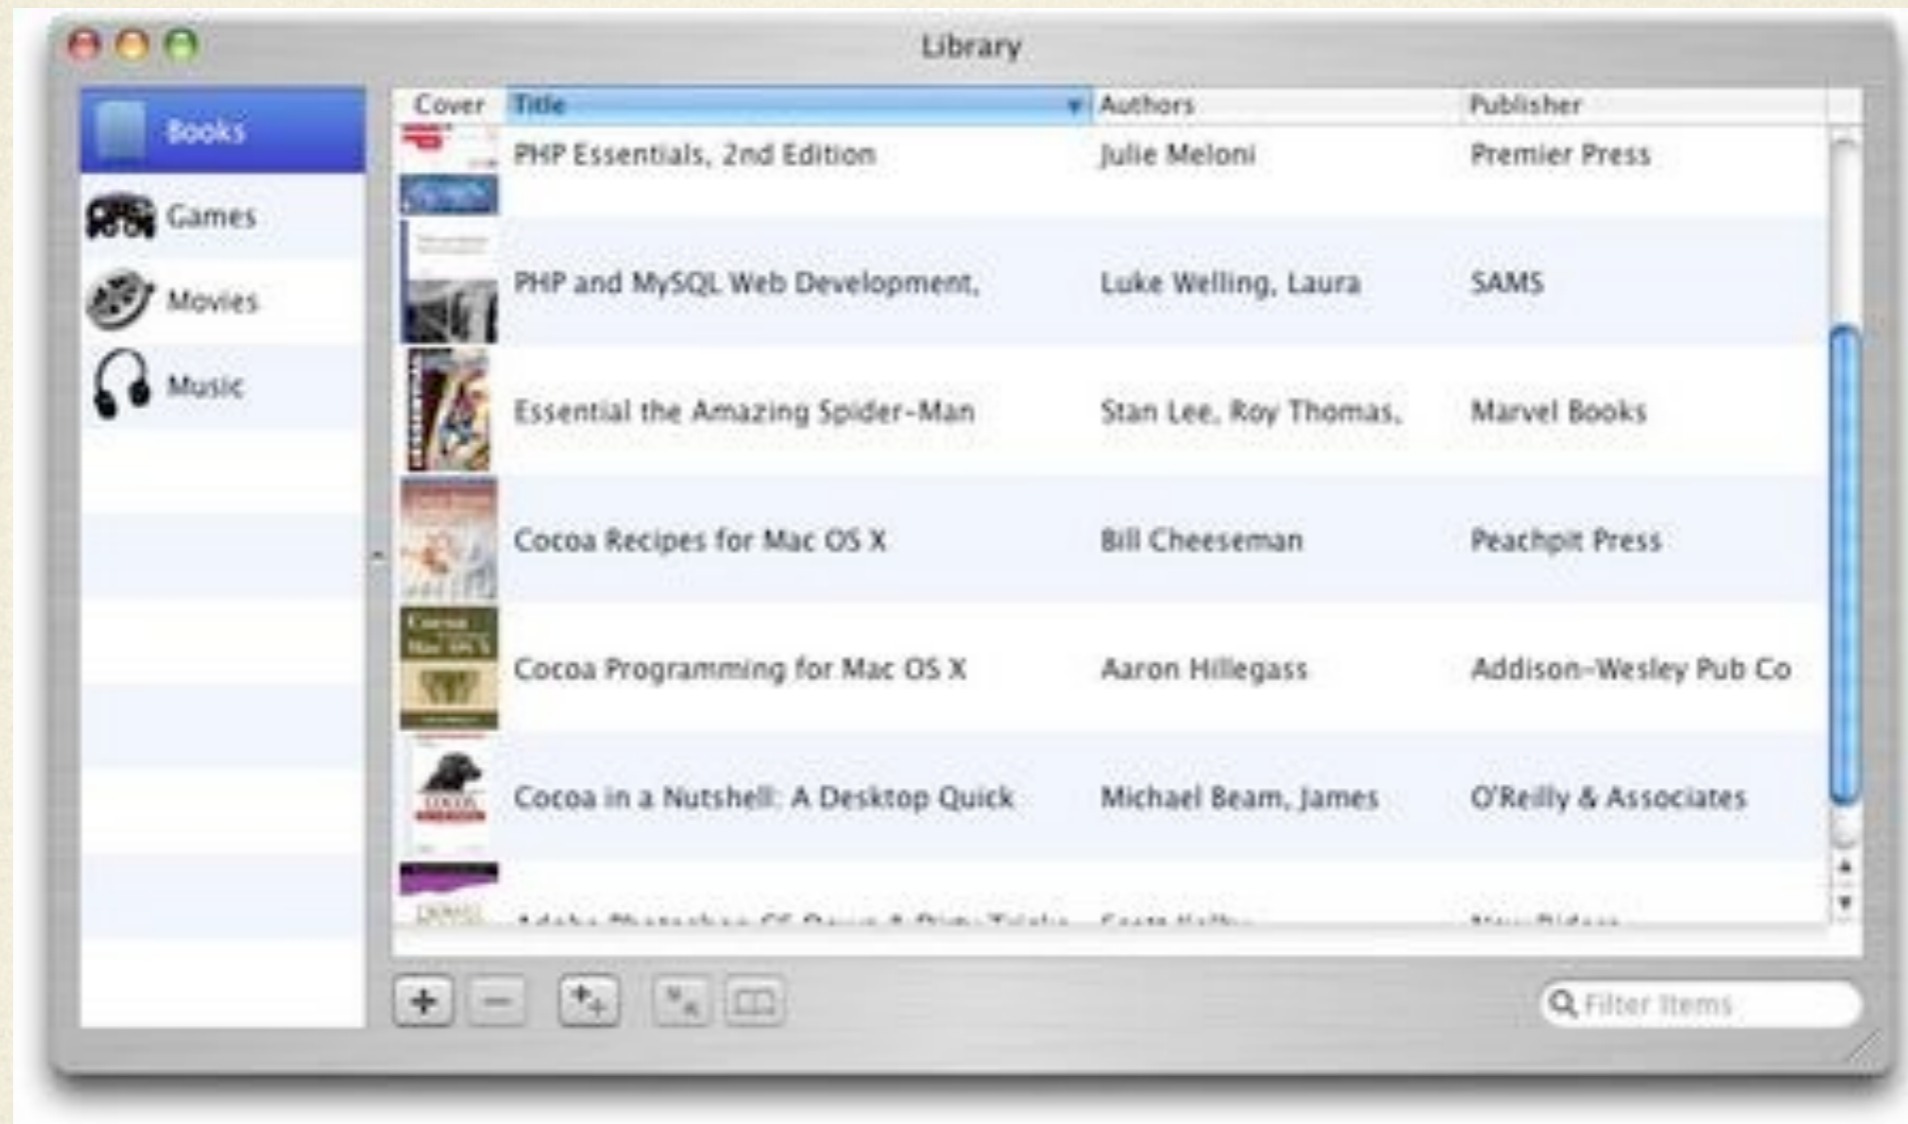 Library
Books
Games
Movies
Music
Cover Title Authors Publisher
PHP Essentials, 2nd Edition Julie Meloni Premier Press
PHP and MySQL Web Development, Luke Welling, Laura SAMS
Essential the Amazing Spider-Man Stan Lee, Roy Thomas, Marvel Books
Cocoa Recipes for Mac OS X Bill Cheeseman Peachpit Press
Cocoa Programming for Mac OS X Aaron Hillegass Addison-Wesley Pub Co
Cocoa in a Nutshell: A Desktop Quick Michael Beam, James O'Reilly & Associates
Filter Items